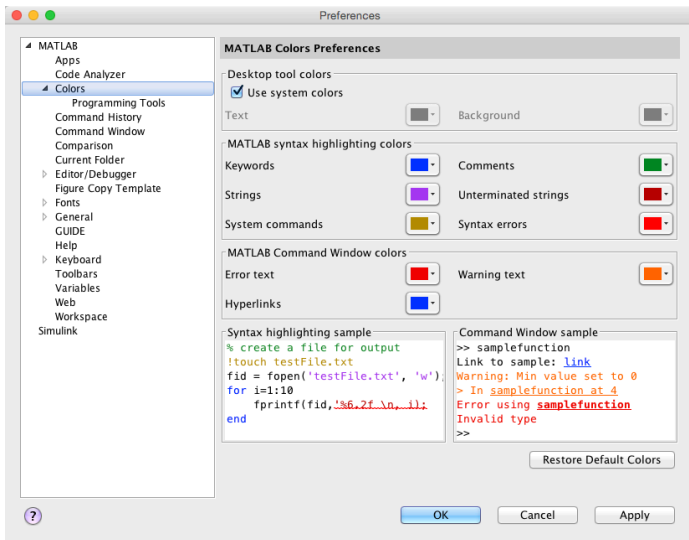 Preferences
MATLAB
Apps
Code Analyzer
Colors
Programming Tools
Command History
Command Window
Comparison
Current Folder
Editor/Debugger
Figure Copy Template
Fonts
General
GUIDE
Help
Keyboard
Toolbars
Variables
Web
Workspace
Simulink
MATLAB Colors Preferences
Desktop tool colors
Use system colors
Text Background
MATLAB syntax highlighting colors
Keywords Comments
Strings Unterminated strings
System commands Syntax errors
MATLAB Command Window colors
Error text Warning text
Hyperlinks
Syntax highlighting sample
% create a file for output
!touch testFile.txt
fid = fopen('testFile.txt', 'w');
for i=1:10
fprintf(fid,'%6.2f \n, i);
end
Command Window sample
>> samplefunction
Link to sample: link
Warning: Min value set to 0
> In samplefunction at 4
Error using samplefunction
Invalid type
>>
Restore Default Colors
? OK Cancel Apply